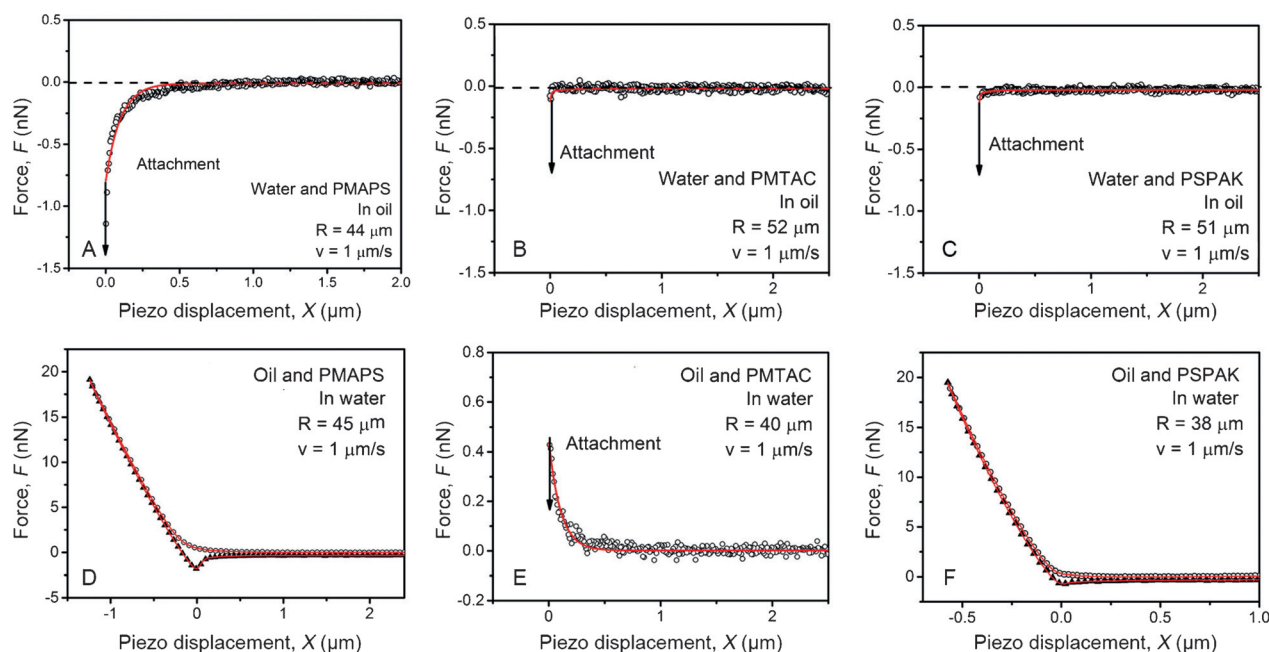 0.5
0.0
-0.5
-1.0
-1.5
Force, F (nN)
Attachment
Water and PMAPS
In oil
R = 44 µm
v = 1 µm/s
A
0.0 0.5 1.0 1.5 2.0
Piezo displacement, X (µm)
0.5
0.0
-0.5
-1.0
-1.5
Force, F (nN)
Attachment
Water and PMTAC
In oil
R = 52 µm
v = 1 µm/s
B
0 1 2
Piezo displacement, X (µm)
0.5
0.0
-0.5
-1.0
-1.5
Force, F (nN)
Attachment
Water and PSPAK
In oil
R = 51 µm
v = 1 µm/s
C
0 1 2
Piezo displacement, X (µm)
20
15
10
5
0
-5
Force, F (nN)
Oil and PMAPS
In water
R = 45 µm
v = 1 µm/s
D
-1 0 1 2
Piezo displacement, X (µm)
0.8
0.6
0.4
0.2
0.0
0.2
Force, F (nN)
Oil and PMTAC
In water
R = 40 µm
v = 1 µm/s
Attachment
E
0 1 2
Piezo displacement, X (µm)
20
15
10
5
0
Force, F (nN)
Oil and PSPAK
In water
R = 38 µm
v = 1 µm/s
F
-0.5 0.0 0.5 1.0
Piezo displacement, X (µm)